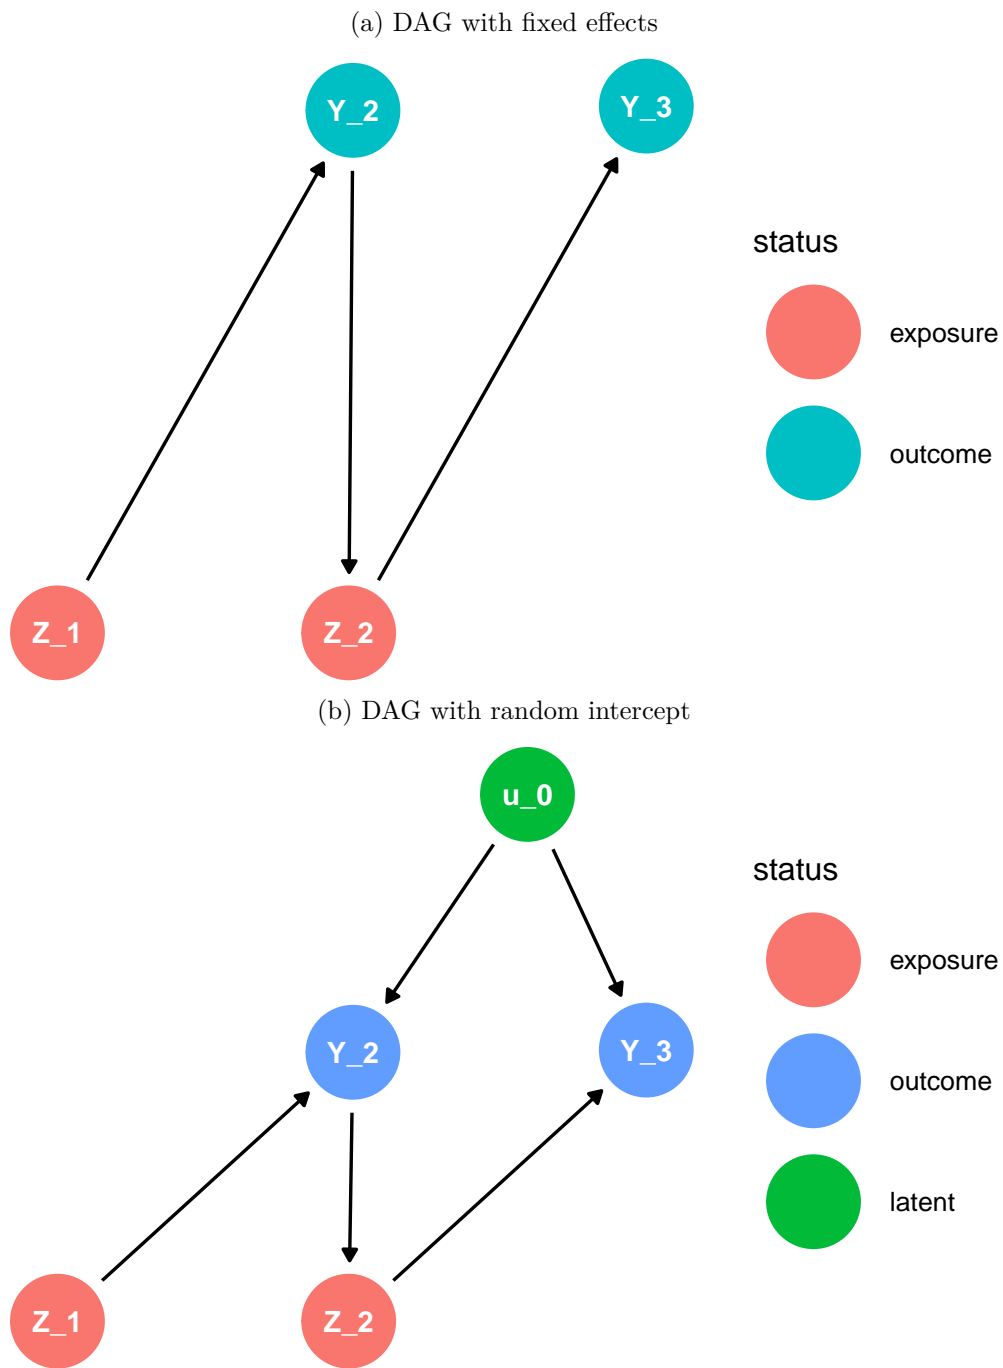 (a) DAG with fixed effects
Y_2
Y_3
status
exposure
outcome
Z_1
Z_2
(b) DAG with random intercept
u_0
status
exposure
Y_2
Y_3
outcome
latent
Z_1
Z_2